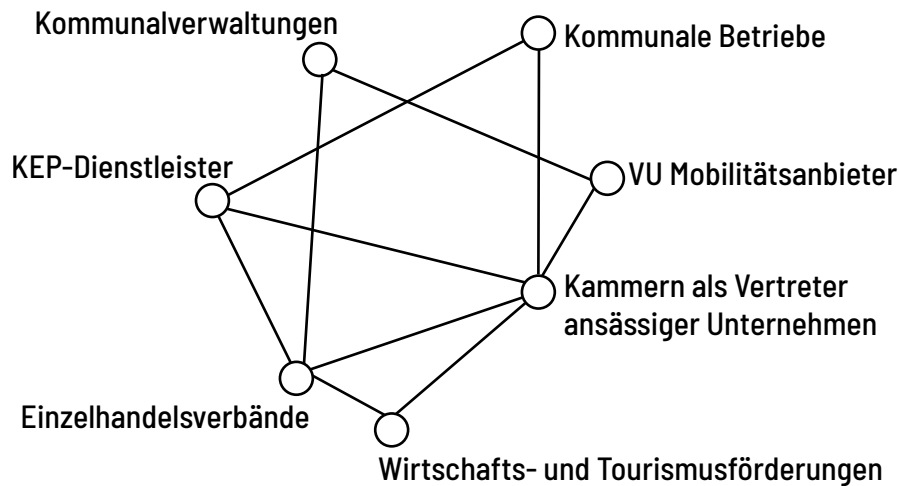 Kommunalverwaltungen
Kommunale Betriebe
KEP-Dienstleister
VU Mobilitätsanbieter
Kammern als Vertreter
ansässiger Unternehmen
Einzelhandelsverbände
Wirtschafts- und Tourismusförderungen